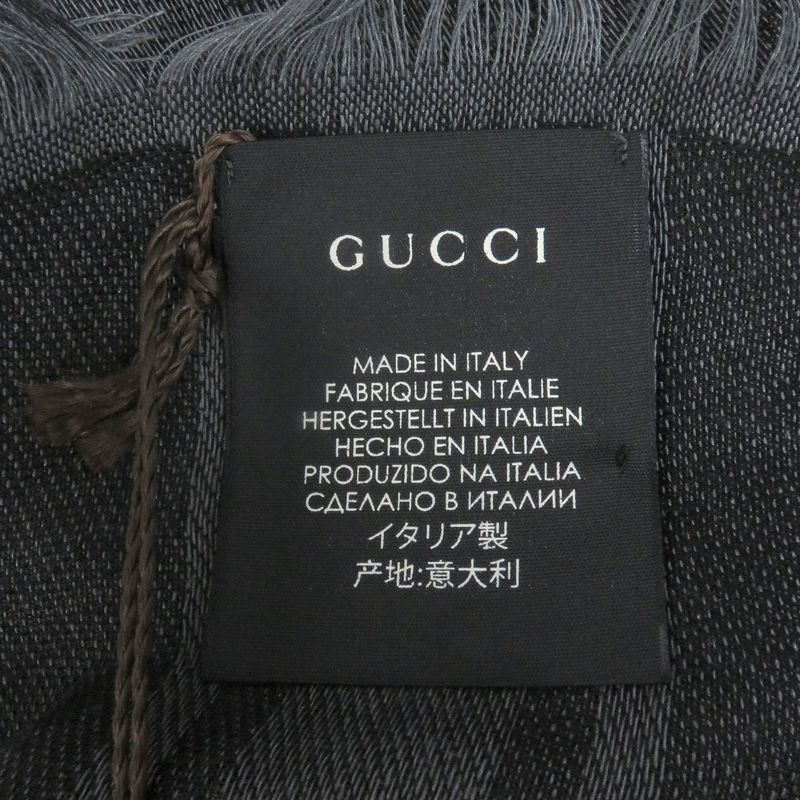 GUCCI
MADE IN ITALY
FABRIQUE EN ITALIE
HERGESTELLT IN ITALIEN
HECHO EN ITALIA
PRODUZIDO NA ITALIA
СДЕЛАНО В ИТАЛИИ
イタリア製
产地:意大利